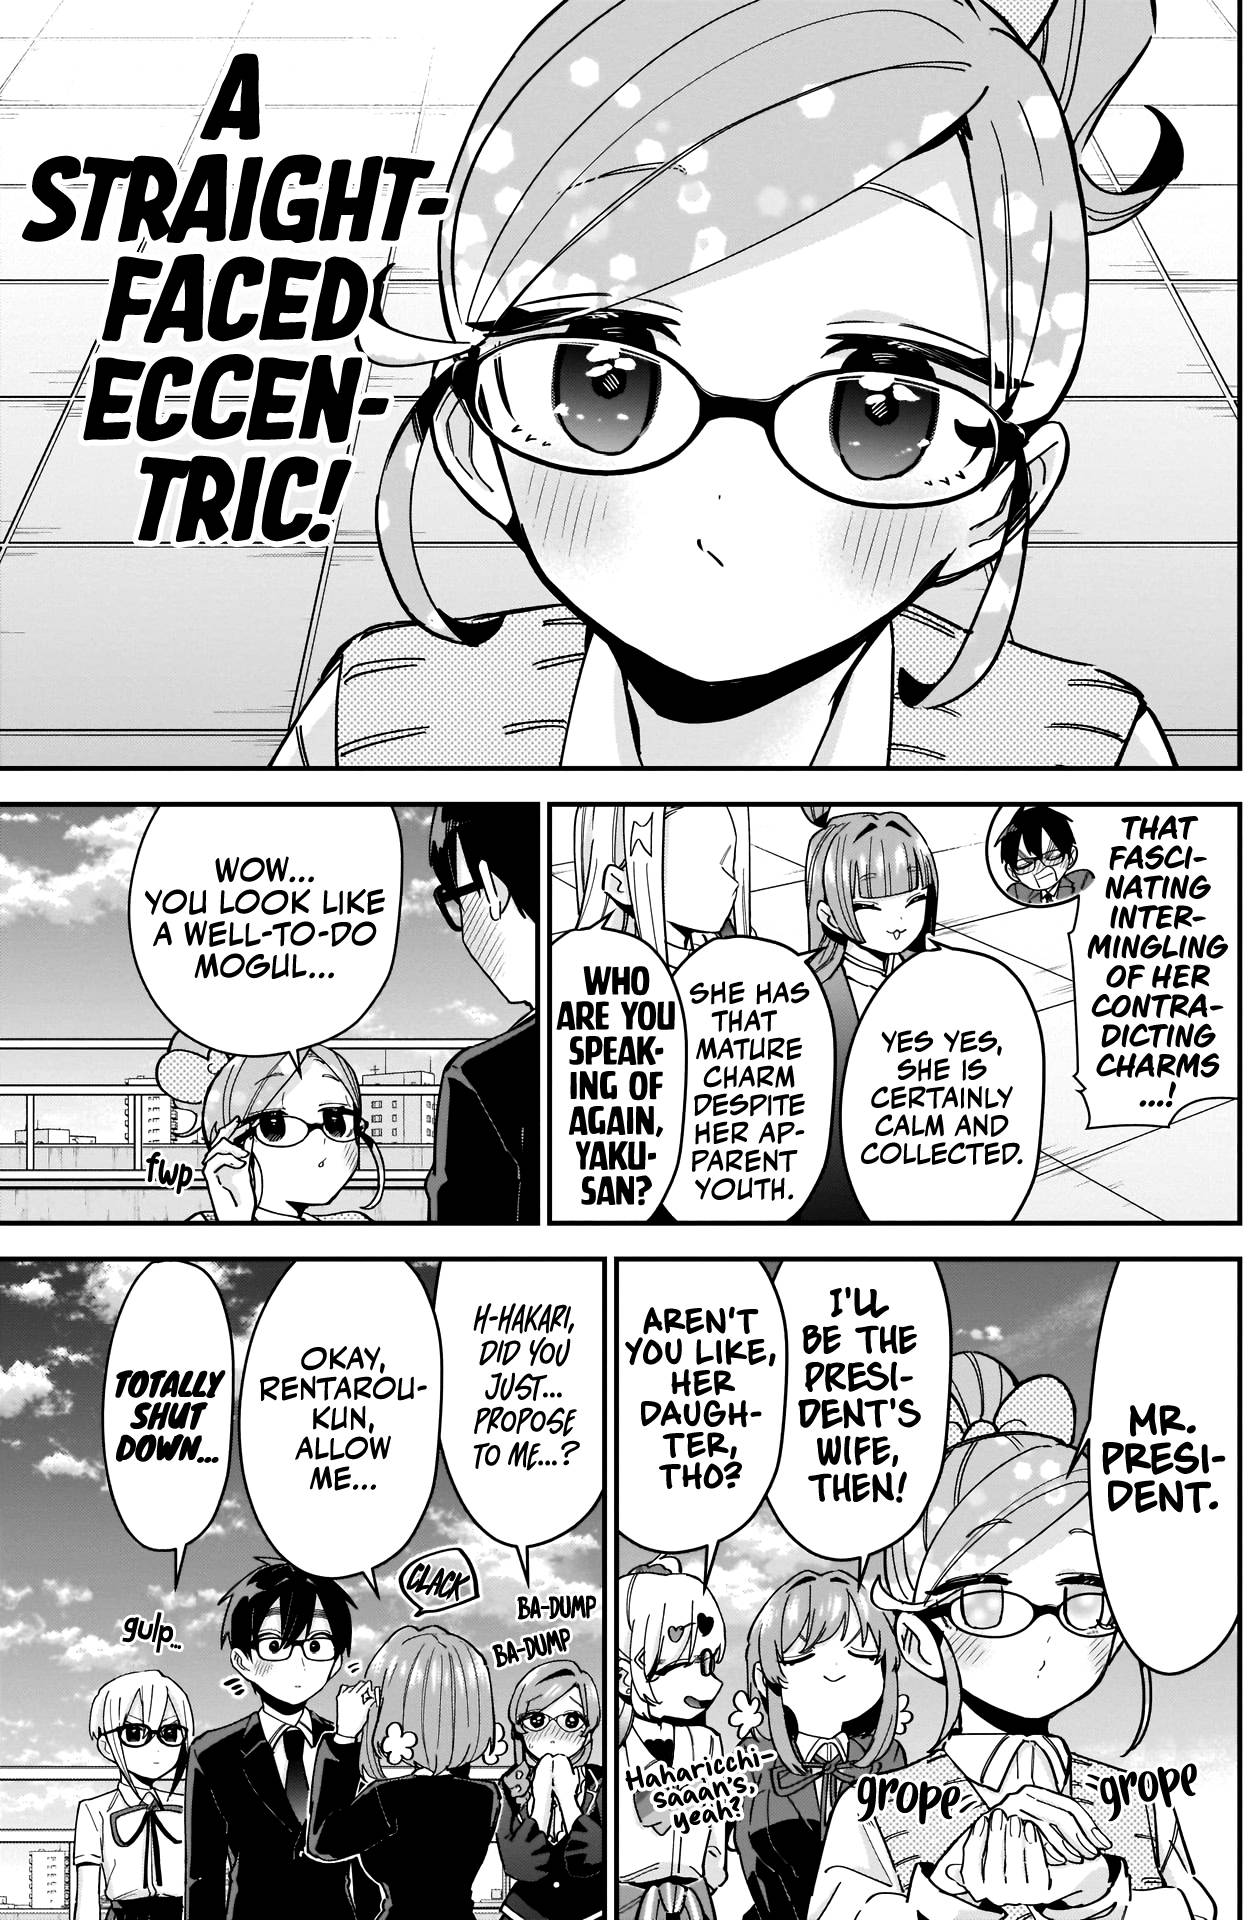 A
STRAIGHT-
FACED
ECCEN-
TRIC!
THAT
FASCI-
NATING
INTER-
MINGLING
OF HER
CONTRA-
DICTING
CHARMS
...!
YES YES,
SHE IS
CERTAINLY
CALM AND
COLLECTED.
SHE HAS
THAT
MATURE
CHARM
DESPITE
HER AP-
PARENT
YOUTH.
WHO
ARE YOU
SPEAK-
ING OF
AGAIN,
YAKU-
SAN?
WOW...
YOU LOOK LIKE
A WELL-TO-DO
MOGUL...
fwp
MR.
PRESI-
DENT.
I'LL
BE THE
PRESI-
DENT'S
WIFE,
THEN!
AREN'T
YOU LIKE,
HER
DAUGH-
TER,
THO?
Haharicchi-
säään's,
yeah?
grope
grope
H-HAKARI,
DID YOU
JUST...
PROPOSE
TO ME...?
BA-DUMP
BA-DUMP
OKAY,
RENTAROU-
KUN,
ALLOW
ME...
CLACK
TOTALLY
SHUT
DOWN...
gulp...